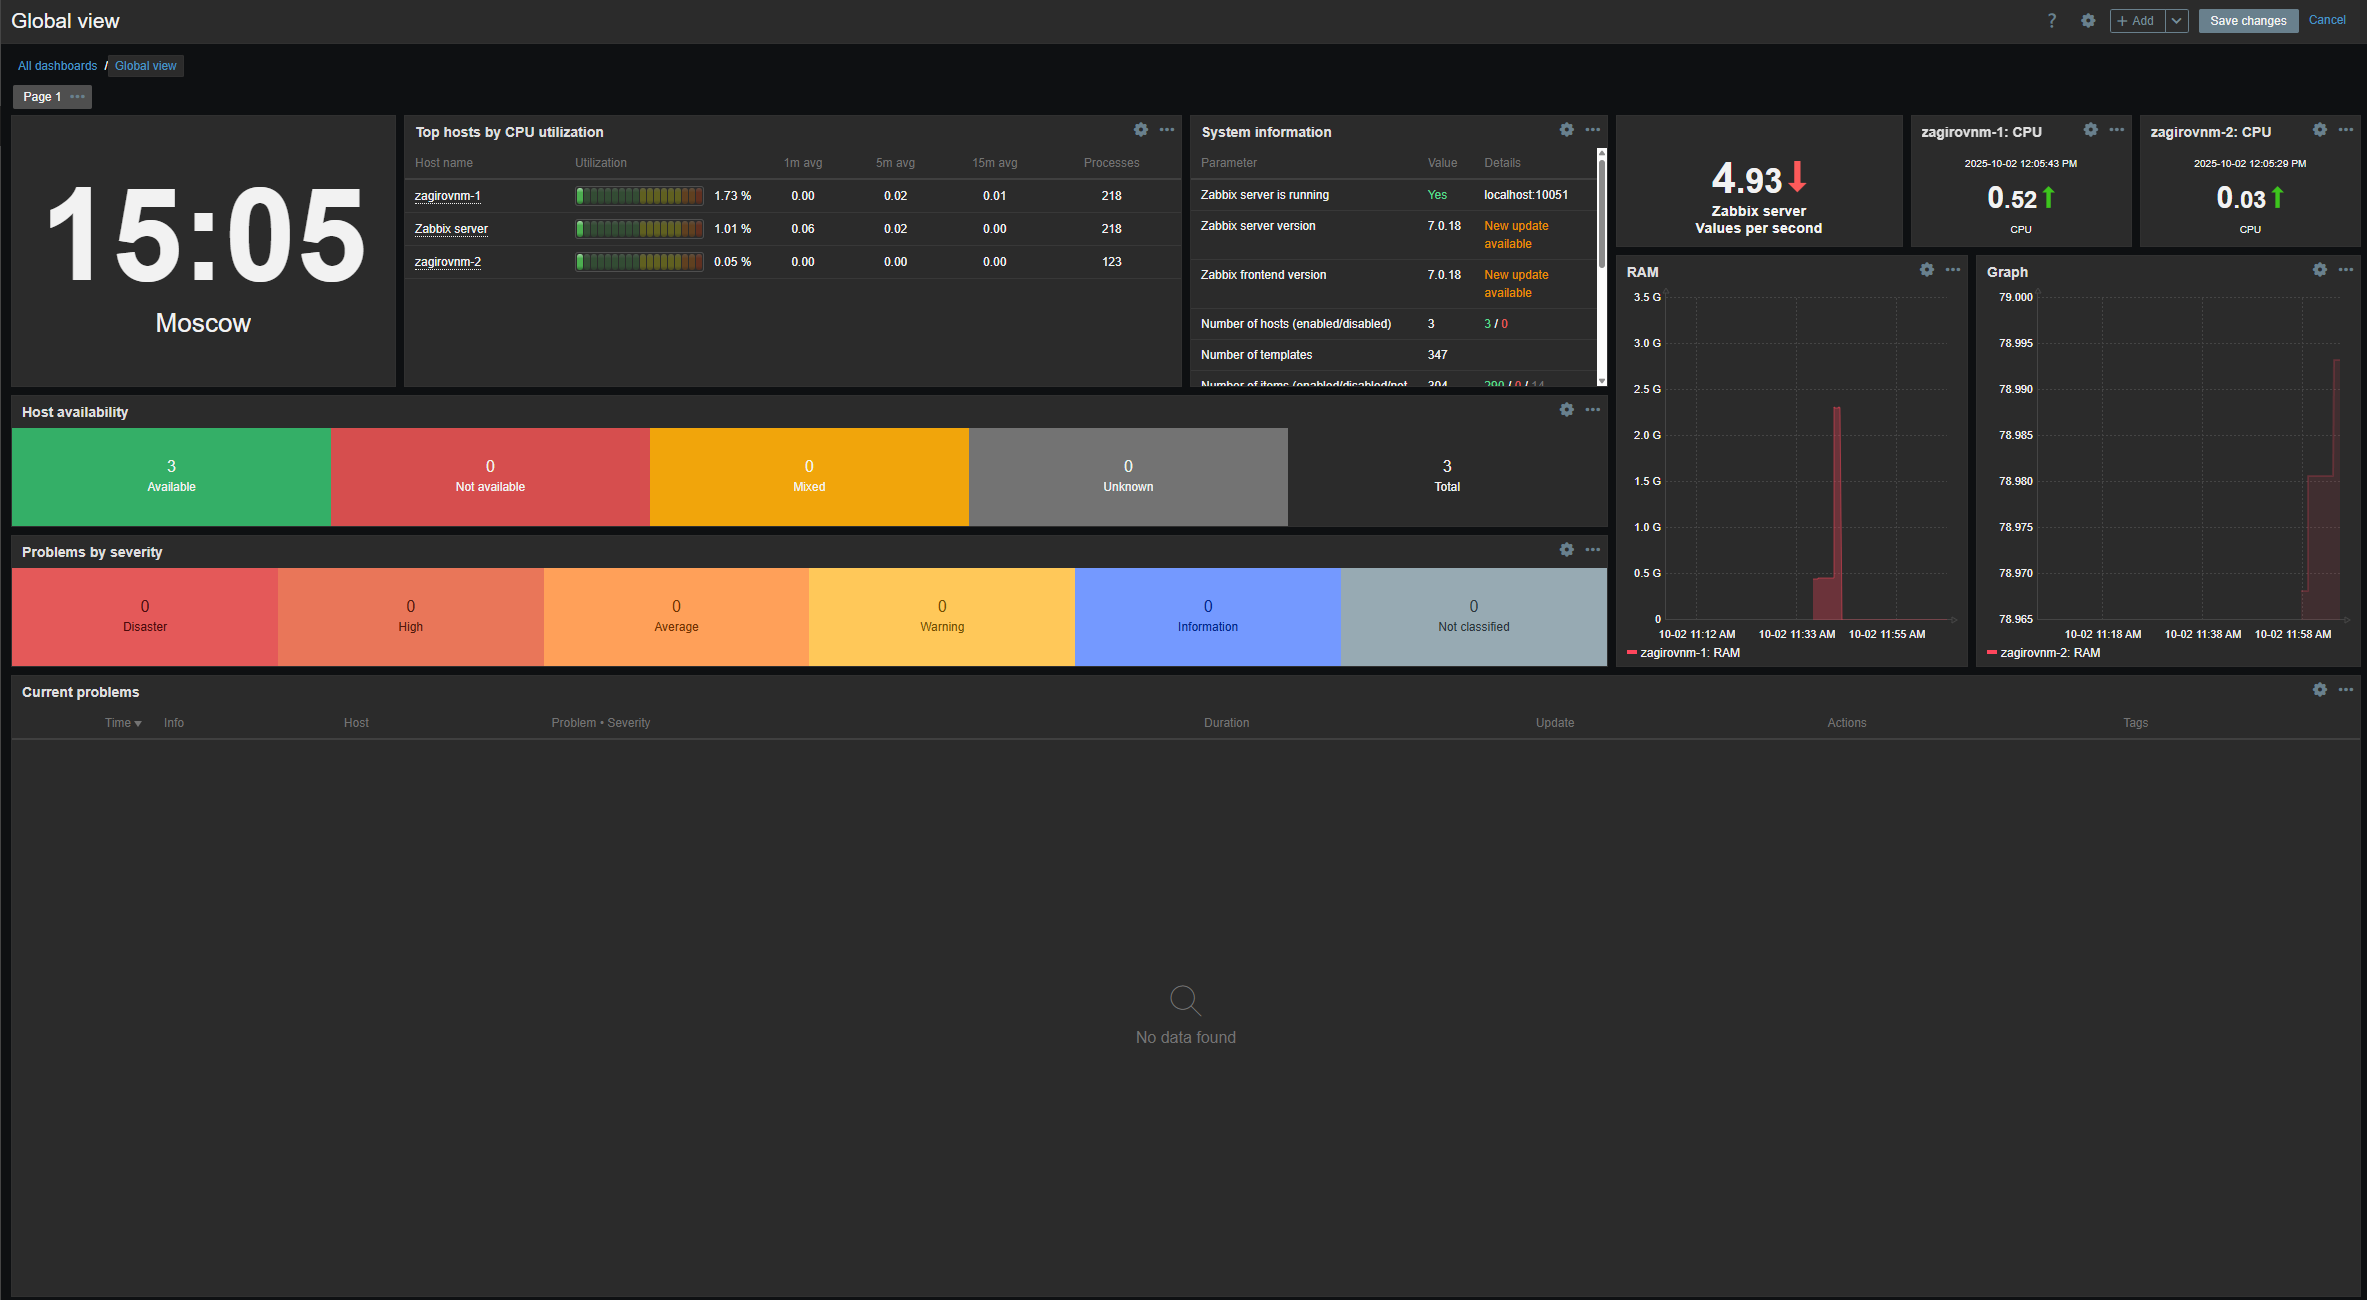 Global view
? + Add Save changes Cancel
All dashboards / Global view
Page 1
15:05
Moscow
Top hosts by CPU utilization
Host name Utilization 1m avg 5m avg 15m avg Processes
zagirovnm-1 1.73 % 0.00 0.02 0.01 218
Zabbix server 1.01 % 0.06 0.02 0.00 218
zagirovnm-2 0.05 % 0.00 0.00 0.00 123
System information
Parameter Value Details
Zabbix server is running Yes localhost:10051
Zabbix server version 7.0.18 New update
available
Zabbix frontend version 7.0.18 New update
available
Number of hosts (enabled/disabled) 3 3 / 0
Number of templates 347
Number of items (enabled/disabled/not 304 290 / 0 / 14
4.93
Zabbix server
Values per second
zagirovnm-1: CPU
2025-10-02 12:05:43 PM
0.52
CPU
zagirovnm-2: CPU
2025-10-02 12:05:29 PM
0.03
CPU
Host availability
3 0 0 0 3
Available Not available Mixed Unknown Total
Problems by severity
0 0 0 0 0 0
Disaster High Average Warning Information Not classified
RAM
3.5 G
3.0 G
2.5 G
2.0 G
1.5 G
1.0 G
0.5 G
0
10-02 11:12 AM 10-02 11:33 AM 10-02 11:55 AM
zagirovnm-1: RAM
Graph
79.000
78.995
78.990
78.985
78.980
78.975
78.970
78.965
10-02 11:18 AM 10-02 11:38 AM 10-02 11:58 AM
zagirovnm-2: RAM
Current problems
Time Info Host Problem • Severity Duration Update Actions Tags
No data found